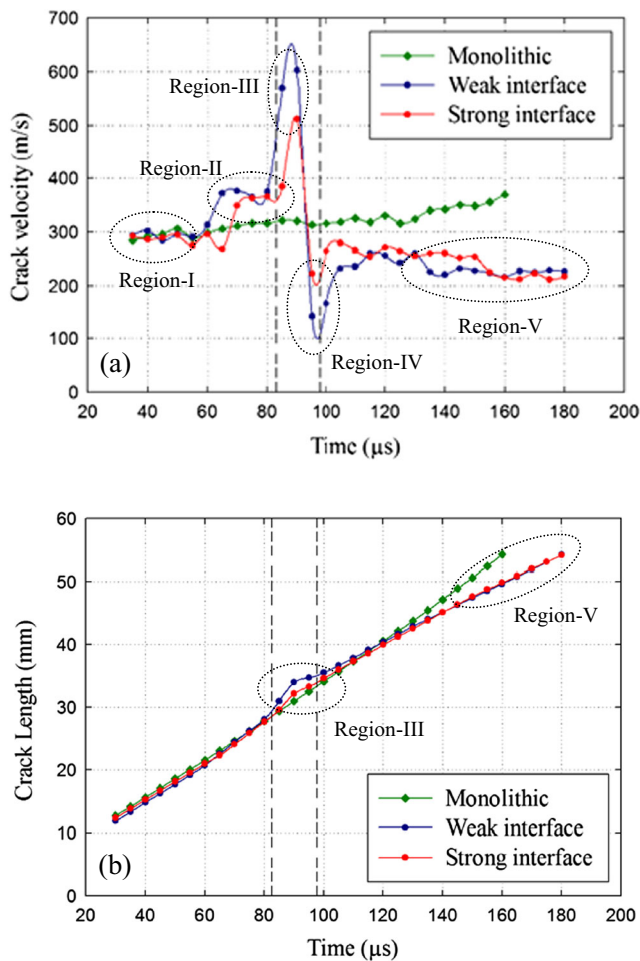 700
600
500
400
300
200
100
0
Crack velocity (m/s)
Monolithic
Weak interface
Strong interface
Region-III
Region-II
Region-I
Region-IV
Region-V
(a)
20 40 60 80 100 120 140 160 180 200
Time (μs)
60
50
40
30
20
10
0
Crack Length (mm)
Region-V
Region-III
Monolithic
Weak interface
Strong interface
(b)
20 40 60 80 100 120 140 160 180 200
Time (μs)